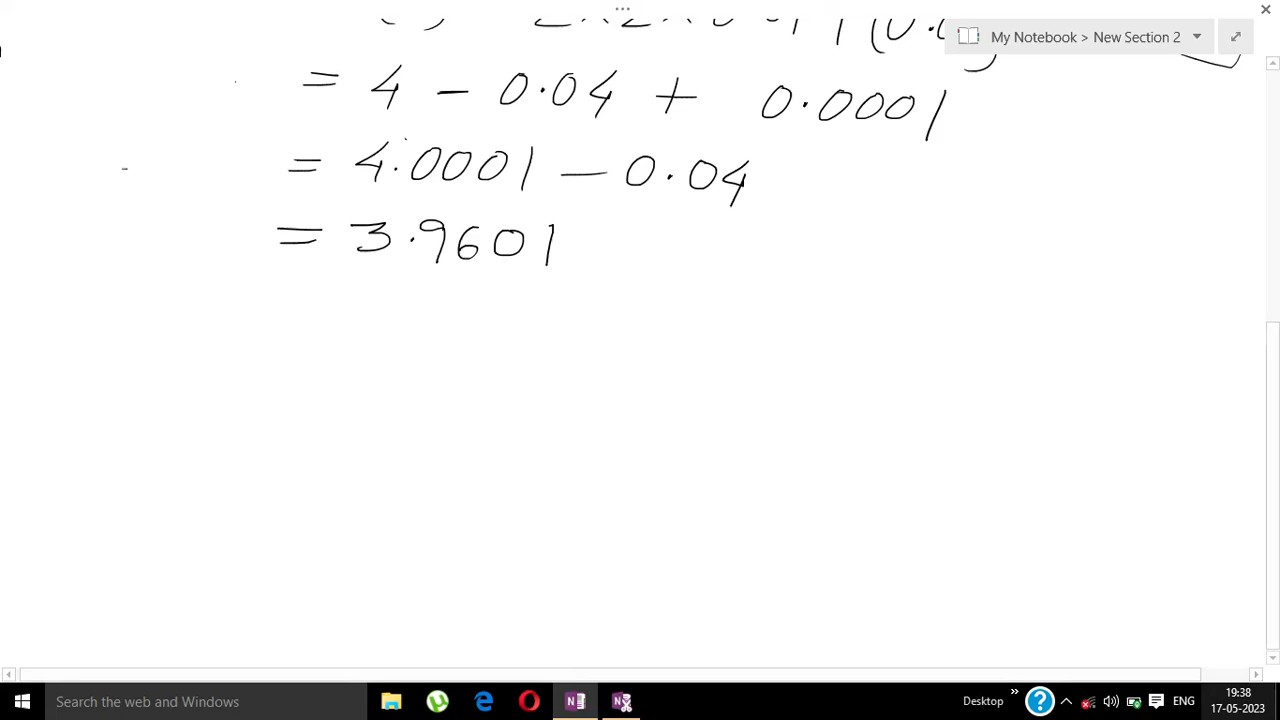 ...
My Notebook > New Section 2
= 4 - 0.04 + 0.0001
= 4.0001 - 0.04
= 3.9601
Search the web and Windows
Desktop
ENG
19:38
17-05-2023